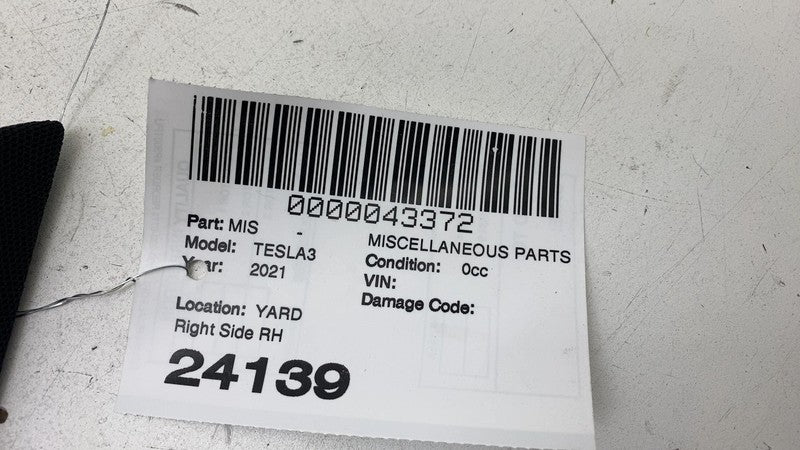 0000043372
Part: MIS - MISCELLANEOUS PARTS
Model: TESLA3 Condition: 0cc
Year: 2021 VIN:
Location: YARD Damage Code:
Right Side RH
24139